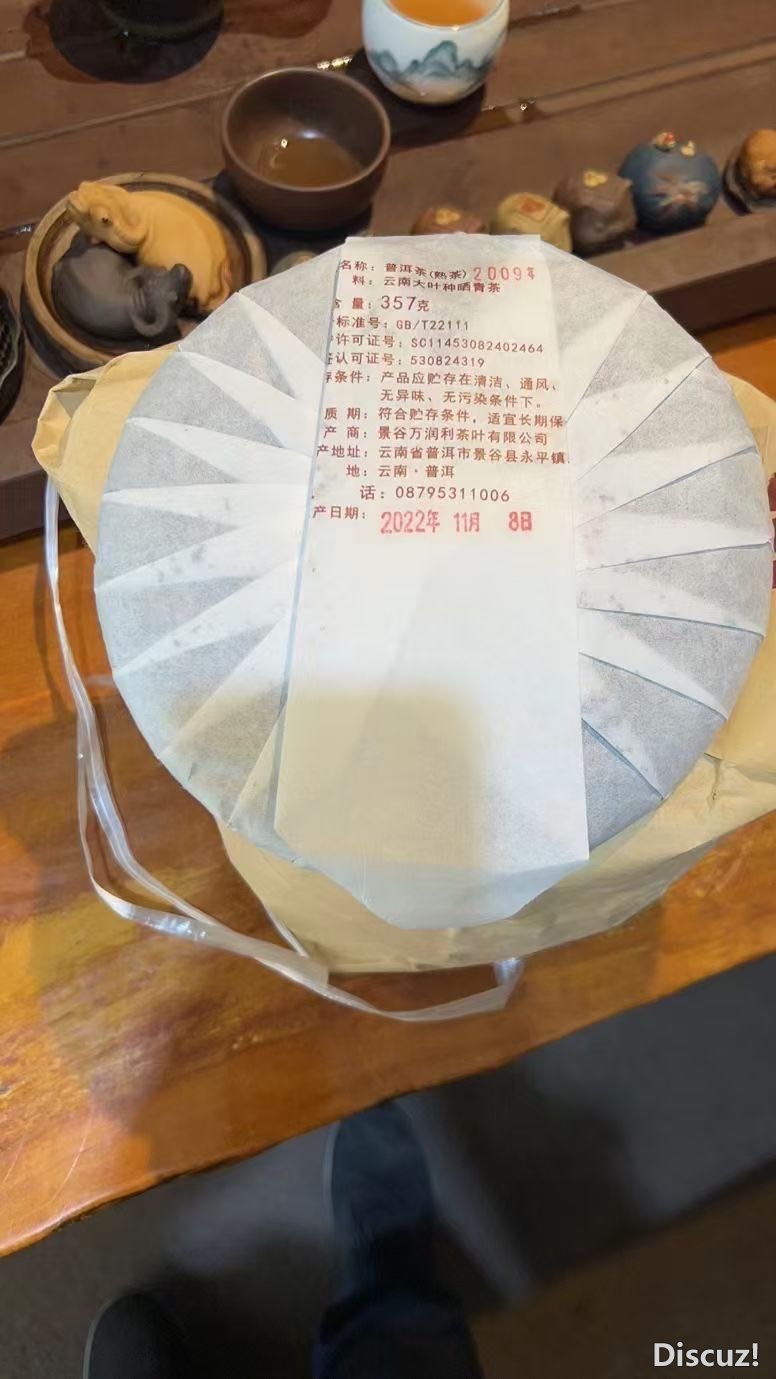 名称：普洱茶(熟茶) 2009年
料：云南大叶种晒青茶
含 量：357克
标准号：GB/T22111
许可证号：SC11453082402464
认可证号：530824319
存条件：产品应贮存在清洁、通风、
无异味、无污染条件下。
质 期：符合贮存条件，适宜长期保
产 商：景谷万润利茶叶有限公司
产地址：云南省普洱市景谷县永平镇
地：云南·普洱
话：08795311006
产日期：2022年 11月 8日
Discuz!